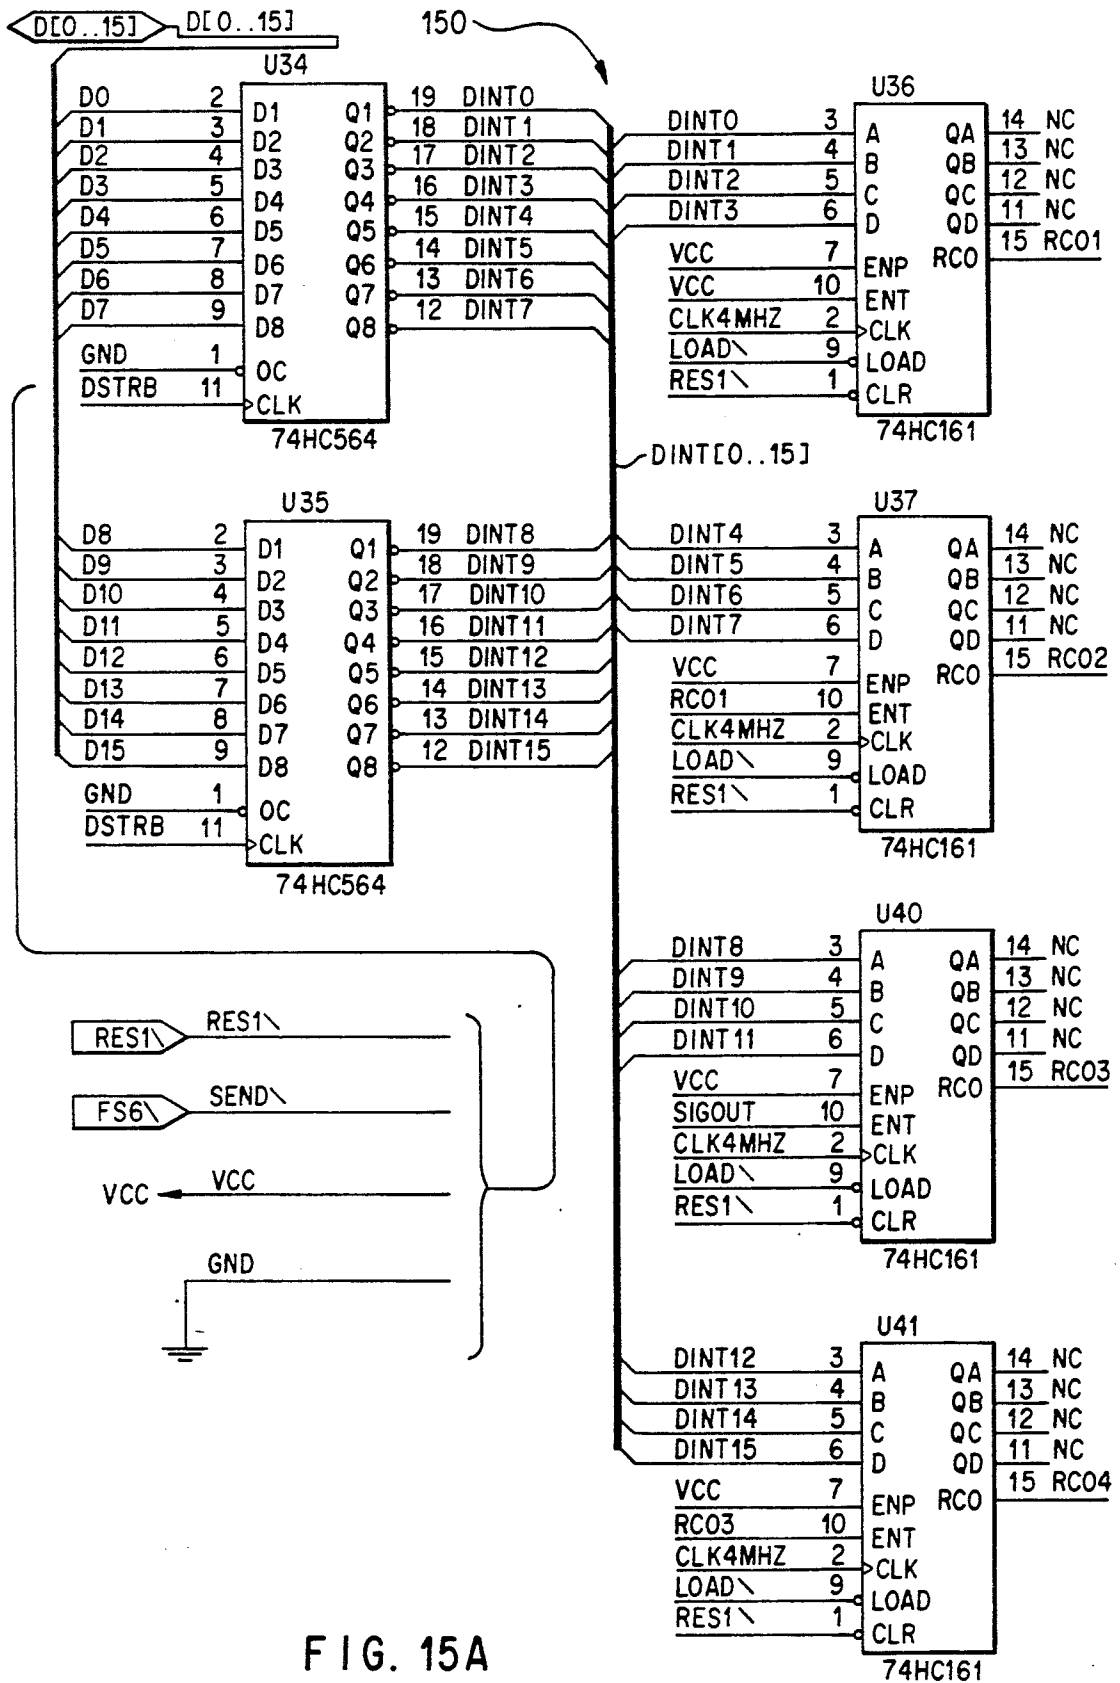 D[0..15] D[0..15]
150
U34
D0 2 D1 Q1 19 DINT0
D1 3 D2 Q2 18 DINT1
D2 4 D3 Q3 17 DINT2
D3 5 D4 Q4 16 DINT3
D4 6 D5 Q5 15 DINT4
D5 7 D6 Q6 14 DINT5
D6 8 D7 Q7 13 DINT6
D7 9 D8 Q8 12 DINT7
GND 1 OC
DSTRB 11 CLK
74HC564
U35
D8 2 D1 Q1 19 DINT8
D9 3 D2 Q2 18 DINT9
D10 4 D3 Q3 17 DINT10
D11 5 D4 Q4 16 DINT11
D12 6 D5 Q5 15 DINT12
D13 7 D6 Q6 14 DINT13
D14 8 D7 Q7 13 DINT14
D15 9 D8 Q8 12 DINT15
GND 1 OC
DSTRB 11 CLK
74HC564
RES1\ RES1\
FS6\ SEND\
VCC VCC
GND
DINT[0..15]
U36
DINT0 3 A QA 14 NC
DINT1 4 B QB 13 NC
DINT2 5 C QC 12 NC
DINT3 6 D QD 11 NC
RCO 15 RCO1
VCC 7 ENP
VCC 10 ENT
CLK4MHZ 2 CLK
LOAD\ 9 LOAD
RES1\ 1 CLR
74HC161
U37
DINT4 3 A QA 14 NC
DINT5 4 B QB 13 NC
DINT6 5 C QC 12 NC
DINT7 6 D QD 11 NC
RCO 15 RCO2
VCC 7 ENP
RCO1 10 ENT
CLK4MHZ 2 CLK
LOAD\ 9 LOAD
RES1\ 1 CLR
74HC161
U40
DINT8 3 A QA 14 NC
DINT9 4 B QB 13 NC
DINT10 5 C QC 12 NC
DINT11 6 D QD 11 NC
RCO 15 RCO3
VCC 7 ENP
SIGOUT 10 ENT
CLK4MHZ 2 CLK
LOAD\ 9 LOAD
RES1\ 1 CLR
74HC161
U41
DINT12 3 A QA 14 NC
DINT13 4 B QB 13 NC
DINT14 5 C QC 12 NC
DINT15 6 D QD 11 NC
RCO 15 RCO4
VCC 7 ENP
RCO3 10 ENT
CLK4MHZ 2 CLK
LOAD\ 9 LOAD
RES1\ 1 CLR
74HC161
FIG. 15A